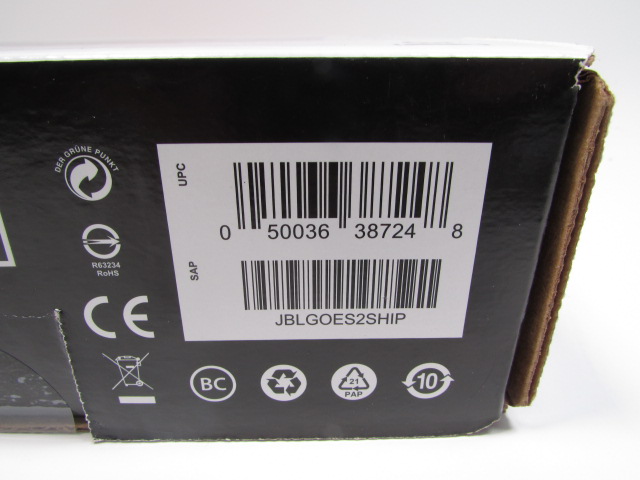 DER GRÜNE PUNKT
R63234
RoHS
CE
UPC
0 50036 38724 8
SAP
JBLGOES2SHIP
BC
21
PAP
10